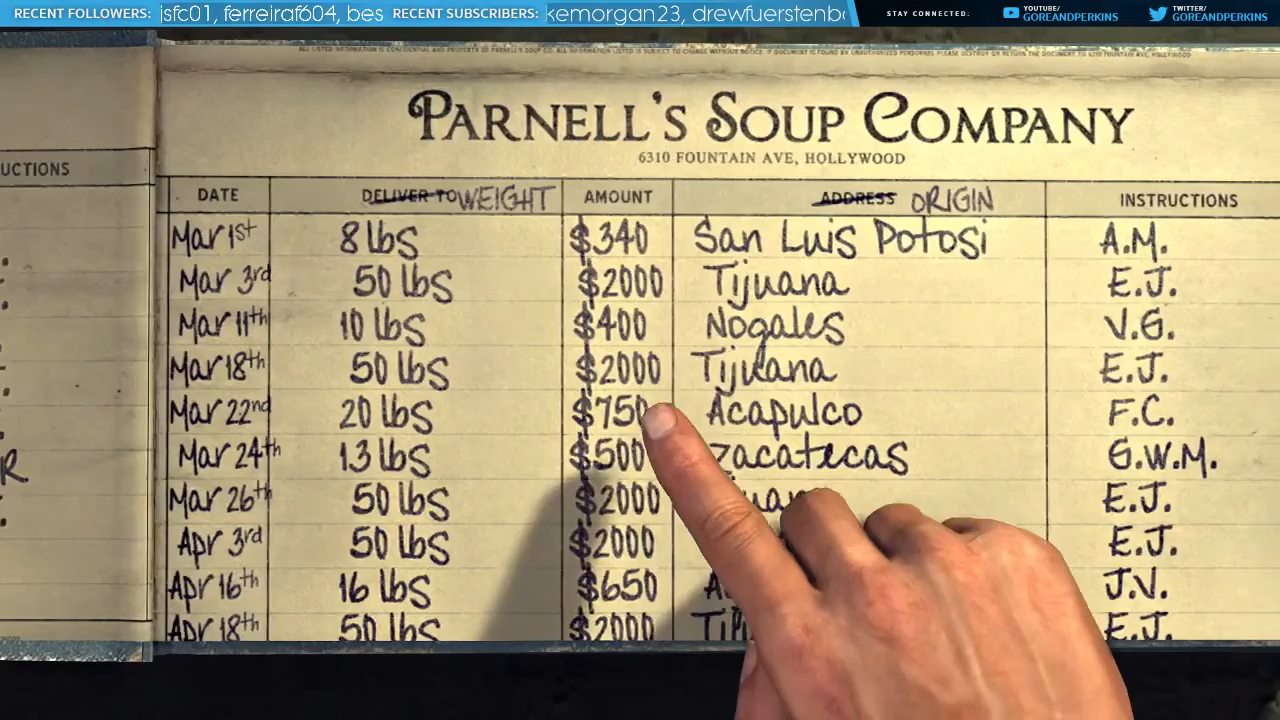 RECENT FOLLOWERS: jsfc01, ferreiraf604, bes RECENT SUBSCRIBERS: kemorgan23, drewfuerstenb STAY CONNECTED: YOUTUBE/ GOREANDPERKINS TWITTER/ GOREANDPERKINS
PARNELL'S SOUP COMPANY
6310 FOUNTAIN AVE, HOLLYWOOD
UCTIONS
DATE DELIVER TO WEIGHT AMOUNT ADDRESS ORIGIN INSTRUCTIONS
Mar 1st 8 lbs $340 San Luis Potosi A.M.
Mar 3rd 50 lbs $2000 Tijuana E.J.
Mar 11th 10 lbs $400 Nogales V.G.
Mar 18th 50 lbs $2000 Tijuana E.J.
Mar 22nd 20 lbs $750 Acapulco F.C.
Mar 24th 13 lbs $500 Zacatecas G.W.M.
R
Mar 26th 50 lbs $2000 E.J.
Apr 3rd 50 lbs $2000 E.J.
Apr 16th 16 lbs $650 J.V.
Apr 18th 50 lbs $2000 E.J.